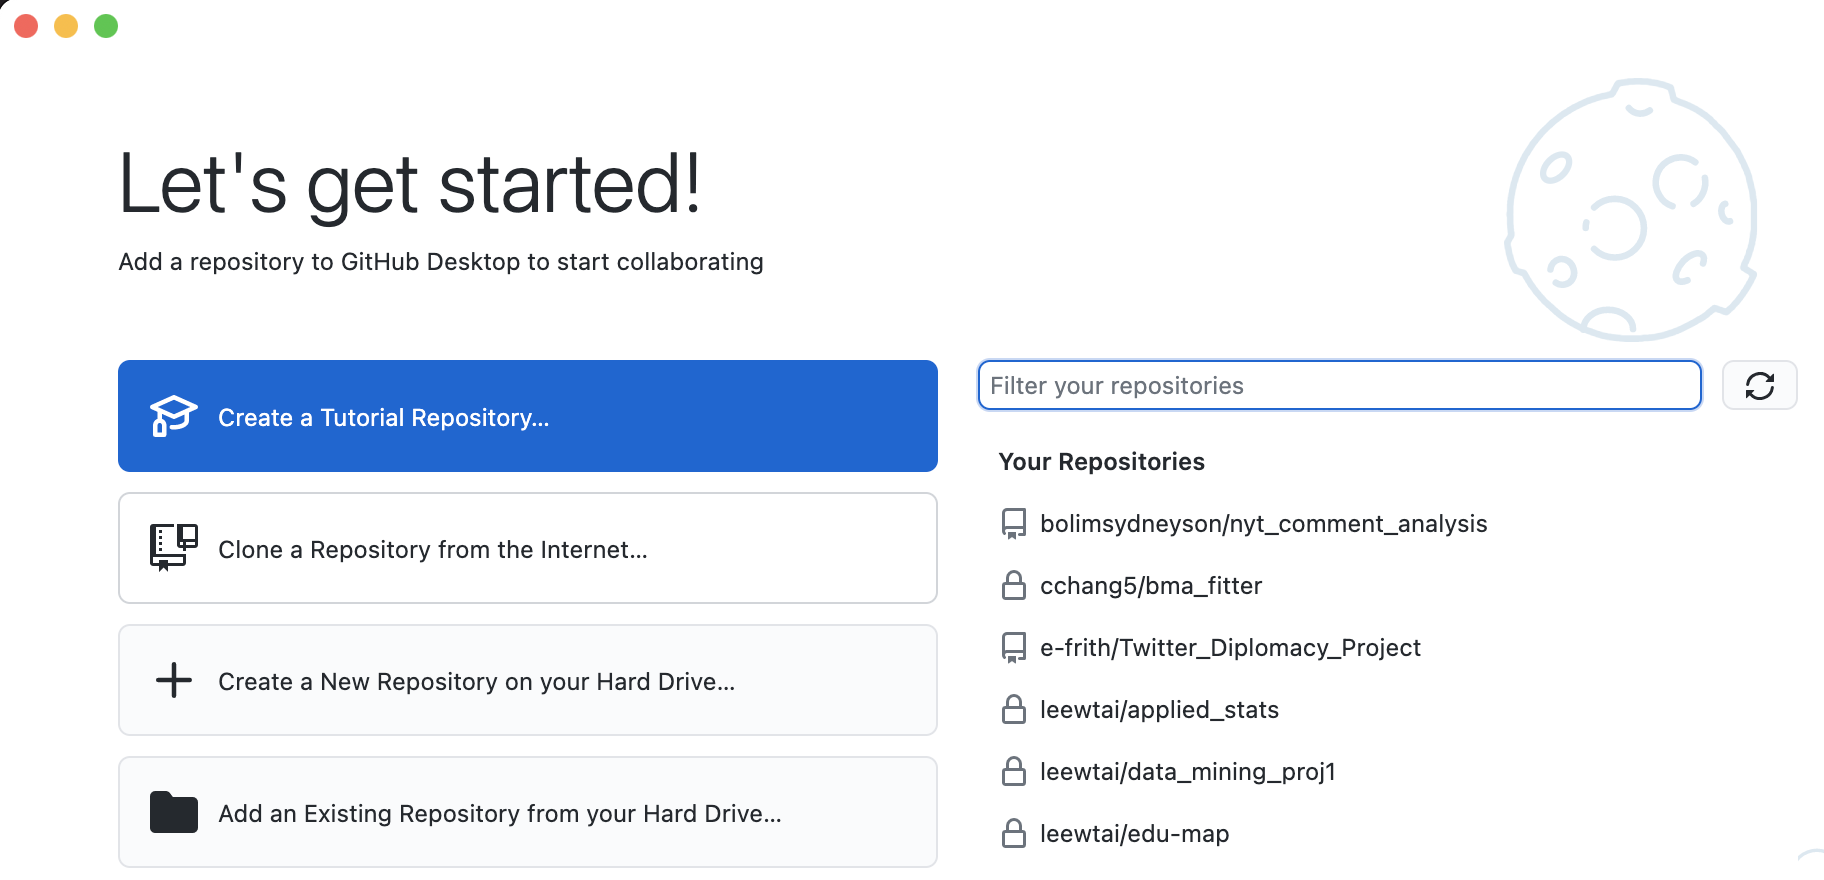 Let's get started!
Add a repository to GitHub Desktop to start collaborating
Create a Tutorial Repository...
Clone a Repository from the Internet...
Create a New Repository on your Hard Drive...
Add an Existing Repository from your Hard Drive...
Filter your repositories
Your Repositories
bolimsydneyson/nyt_comment_analysis
cchang5/bma_fitter
e-frith/Twitter_Diplomacy_Project
leewtai/applied_stats
leewtai/data_mining_proj1
leewtai/edu-map